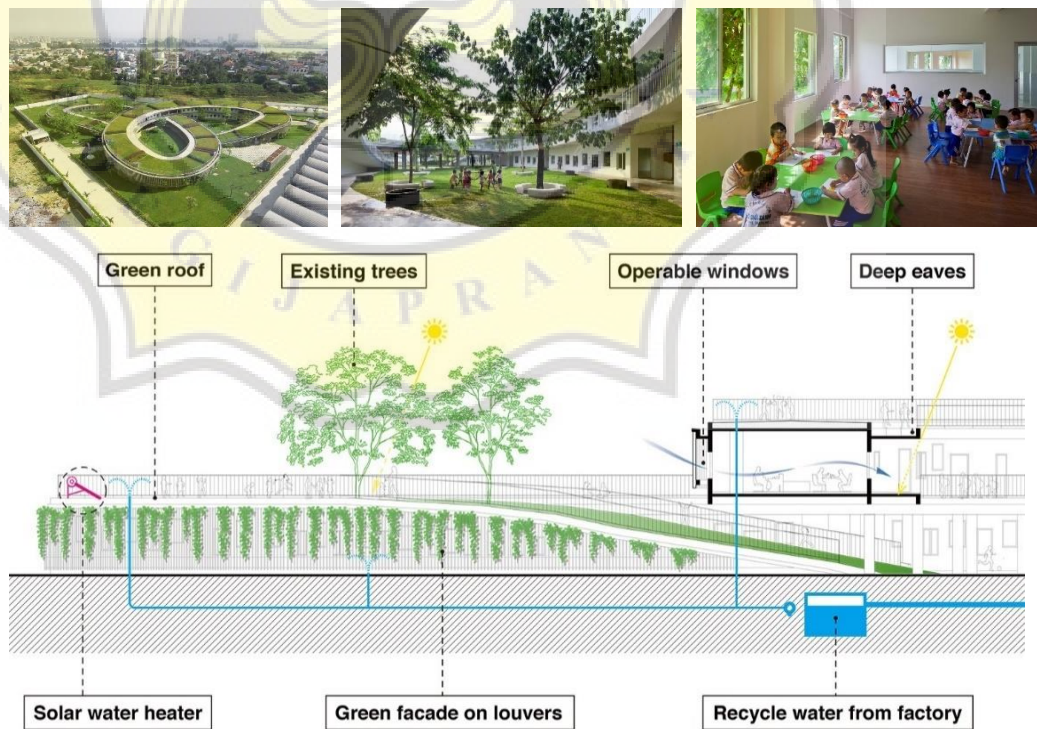 GIJAPRAN
Green roof
Existing trees
Operable windows
Deep eaves
Solar water heater
Green facade on louvers
Recycle water from factory